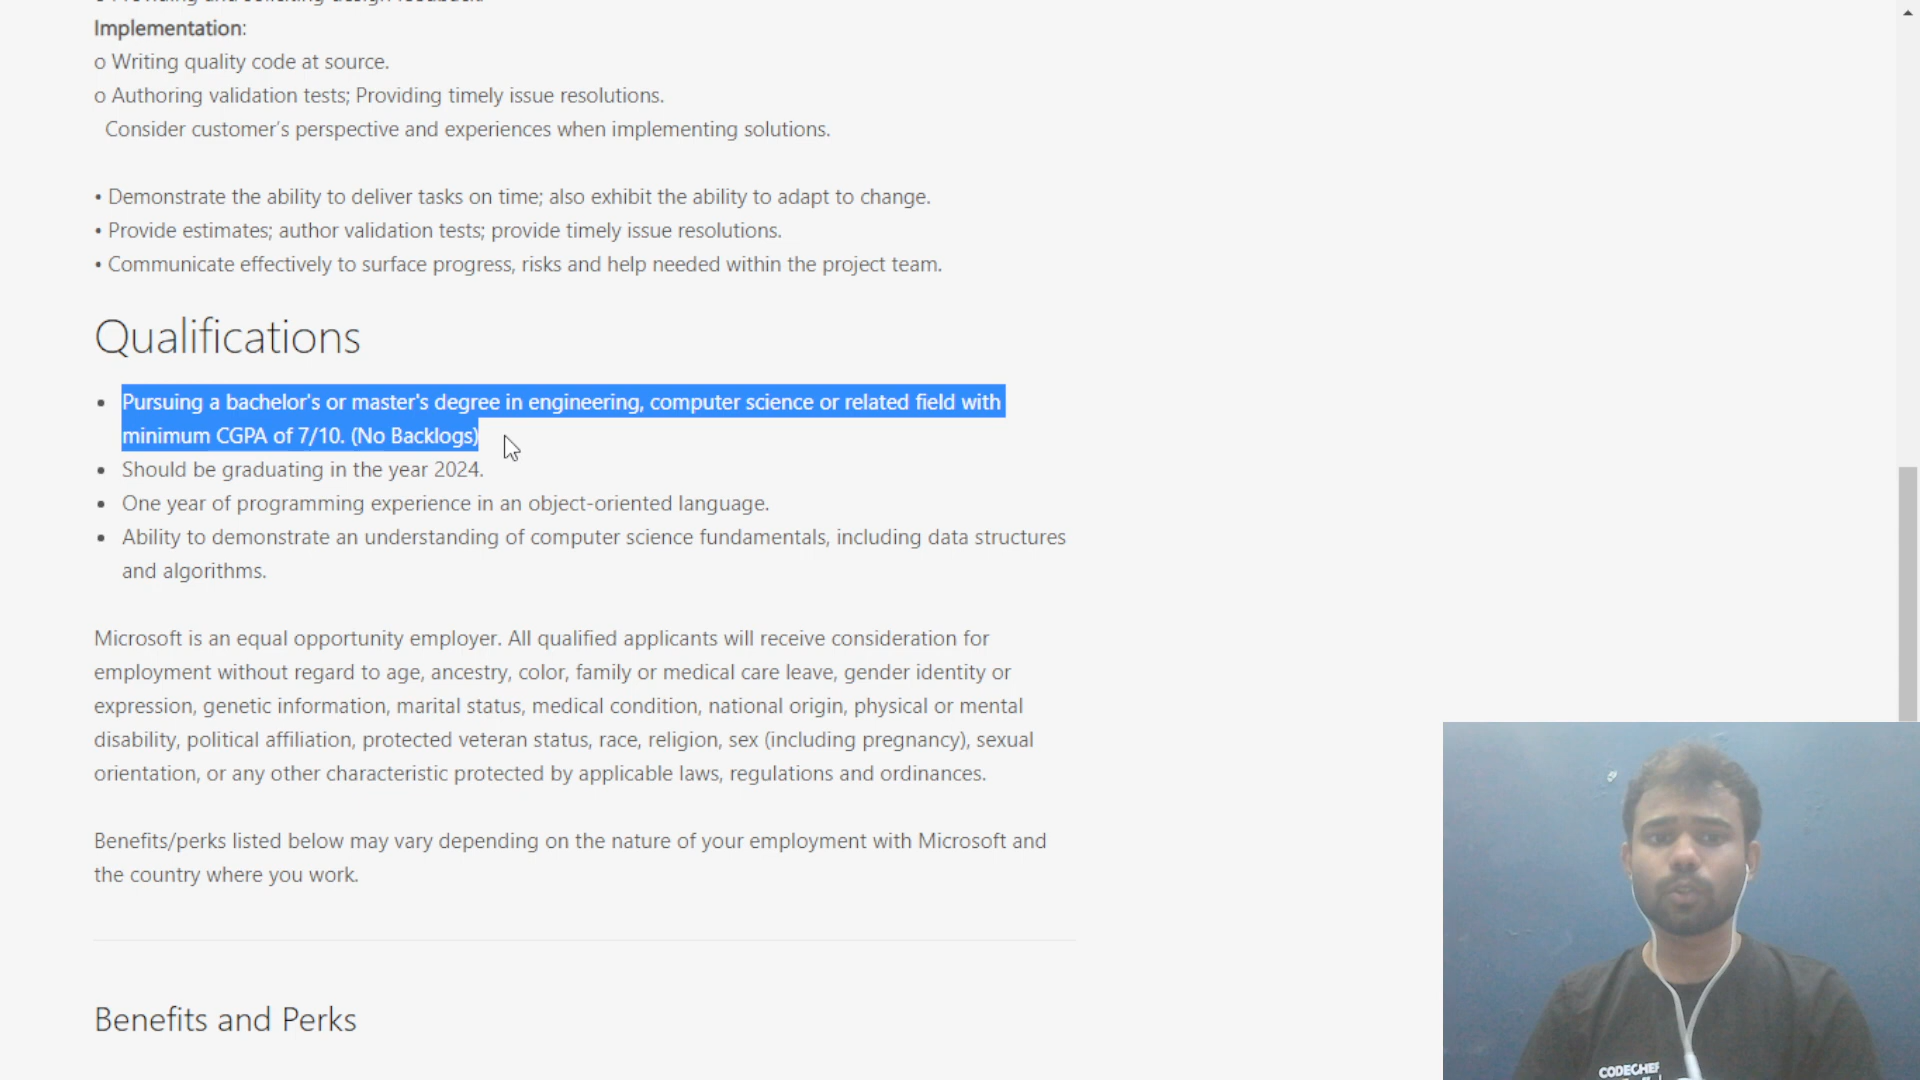 Implementation:
o Writing quality code at source.
o Authoring validation tests; Providing timely issue resolutions.
Consider customer's perspective and experiences when implementing solutions.
• Demonstrate the ability to deliver tasks on time; also exhibit the ability to adapt to change.
• Provide estimates; author validation tests; provide timely issue resolutions.
• Communicate effectively to surface progress, risks and help needed within the project team.
Qualifications
• Pursuing a bachelor's or master's degree in engineering, computer science or related field with
minimum CGPA of 7/10. (No Backlogs)
• Should be graduating in the year 2024.
• One year of programming experience in an object-oriented language.
• Ability to demonstrate an understanding of computer science fundamentals, including data structures
and algorithms.
Microsoft is an equal opportunity employer. All qualified applicants will receive consideration for
employment without regard to age, ancestry, color, family or medical care leave, gender identity or
expression, genetic information, marital status, medical condition, national origin, physical or mental
disability, political affiliation, protected veteran status, race, religion, sex (including pregnancy), sexual
orientation, or any other characteristic protected by applicable laws, regulations and ordinances.
Benefits/perks listed below may vary depending on the nature of your employment with Microsoft and
the country where you work.
Benefits and Perks
CODECHEF